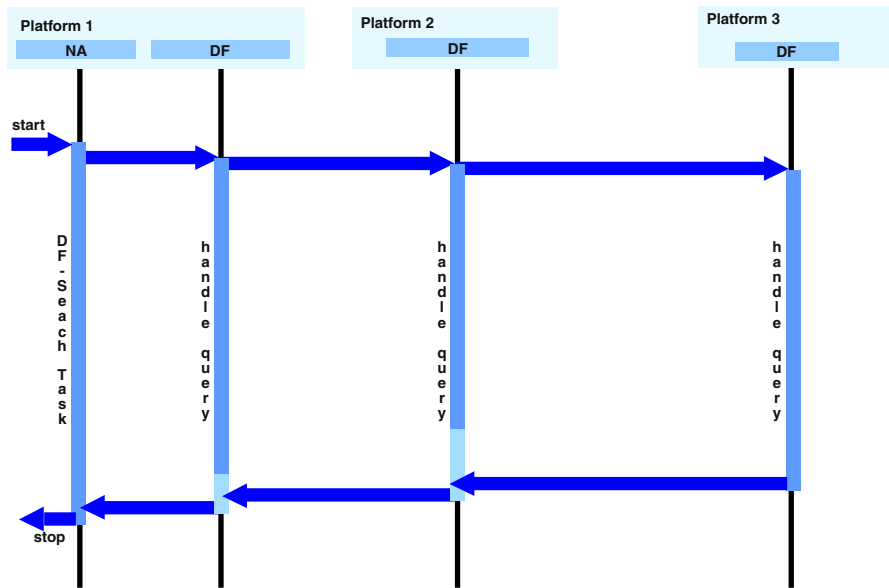 Platform 1
NA
DF
Platform 2
DF
Platform 3
DF
start
DF-Seach Task
handle query
handle query
handle query
stop